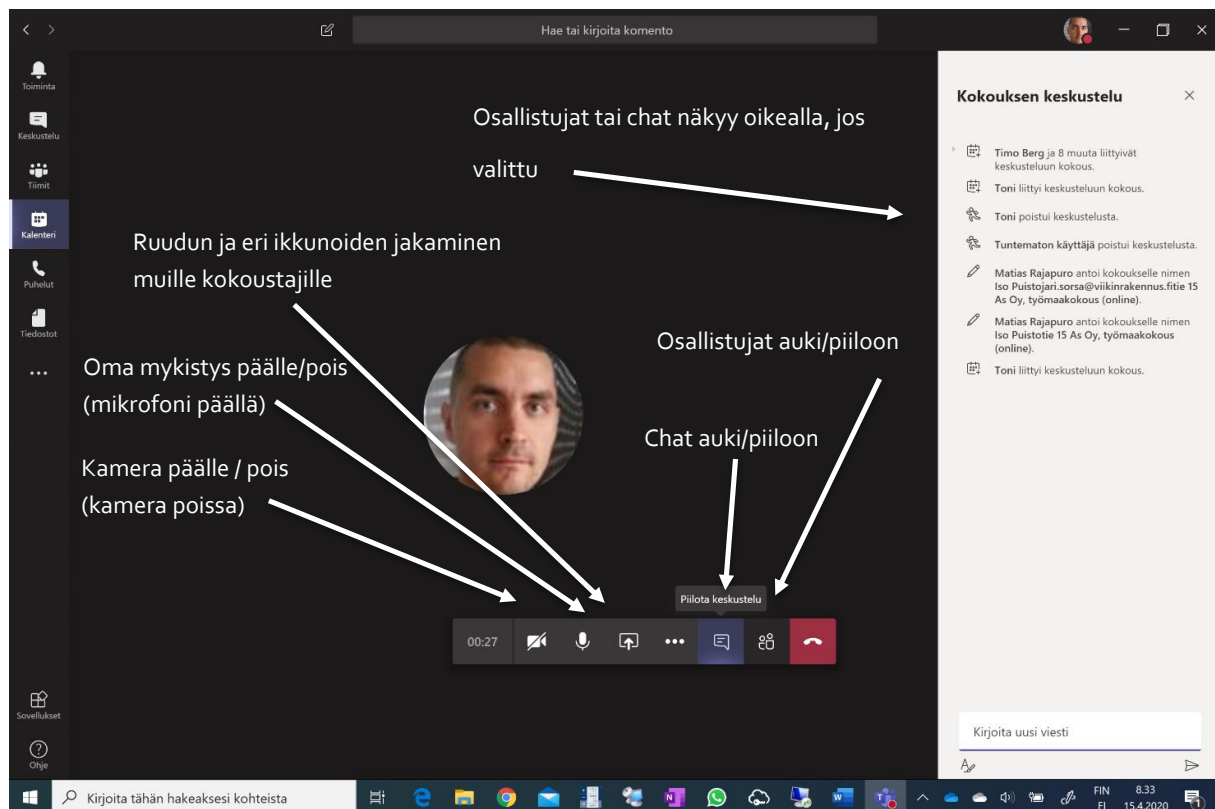 Hae tai kirjoita komento
Toiminta
Keskustelu
Tiimit
Kalenteri
Puhelut
Tiedostot
Sovellukset
Ohje
Osallistujat tai chat näkyy oikealla, jos
valittu
Ruudun ja eri ikkunoiden jakaminen
muille kokoustajille
Oma mykistys päälle/pois
(mikrofoni päällä)
Kamera päälle / pois
(kamera poissa)
Osallistujat auki/piiloon
Chat auki/piiloon
Piilota keskustelu
00:27
Kokouksen keskustelu
Timo Berg ja 8 muuta liittyivät
keskusteluun kokous.
Toni liittyi keskusteluun kokous.
Toni poistui keskustelusta.
Tuntematon käyttäjä poistui keskustelusta.
Matias Rajapuro antoi kokoukselle nimen
Iso Puistojari.sorsa@viikinrakennus.fitie 15
As Oy, työmaakokous (online).
Matias Rajapuro antoi kokoukselle nimen
Iso Puistotie 15 As Oy, työmaakokous
(online).
Toni liittyi keskusteluun kokous.
Kirjoita uusi viesti
Kirjoita tähän hakeaksesi kohteista
FIN
FI
8.33
15.4.2020